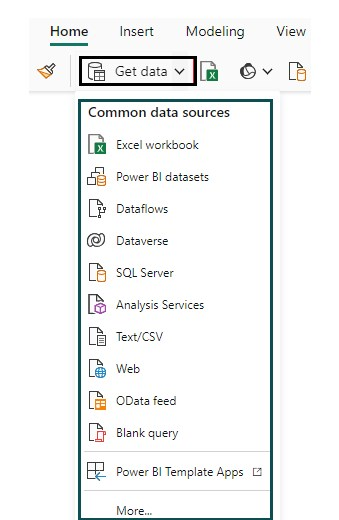 Home Insert Modeling View
Get data
Common data sources
Excel workbook
Power BI datasets
Dataflows
Dataverse
SQL Server
Analysis Services
Text/CSV
Web
OData feed
Blank query
Power BI Template Apps
More...